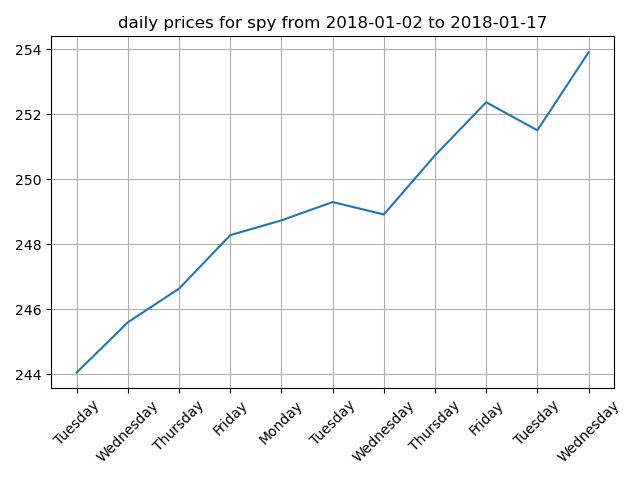 daily prices for spy from 2018-01-02 to 2018-01-17
254
252
250
248
246
244
Tuesday
Wednesday
Thursday
Friday
Monday
Tuesday
Wednesday
Thursday
Friday
Tuesday
Wednesday